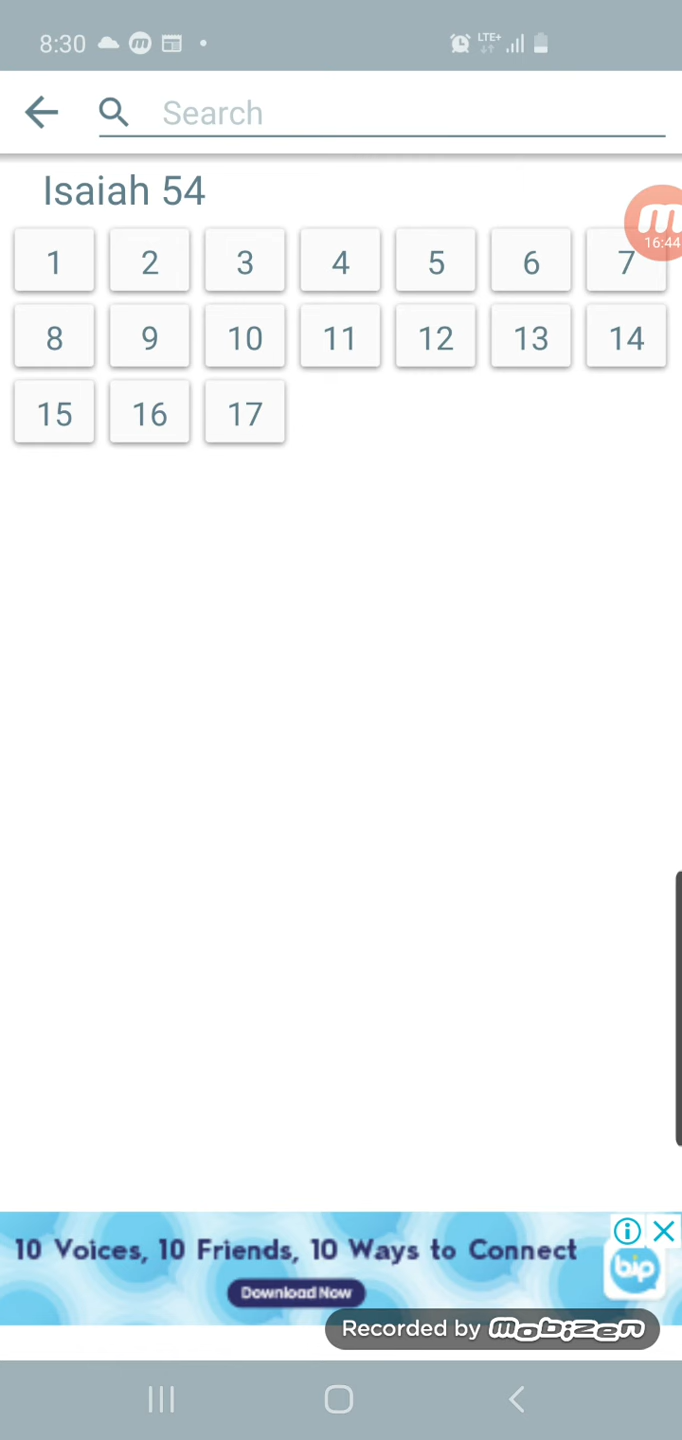 8:30
LTE+
Search
Isaiah 54
16:44
1 2 3 4 5 6 7
8 9 10 11 12 13 14
15 16 17
10 Voices, 10 Friends, 10 Ways to Connect
bip
Download Now
Recorded by mobizen